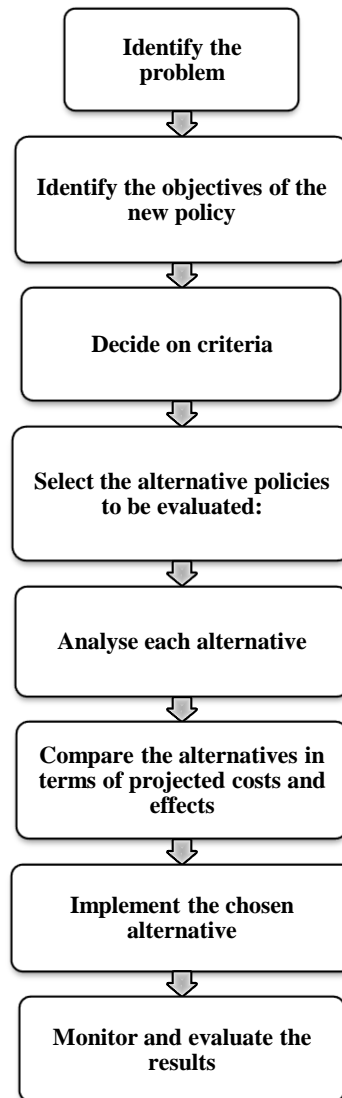 Identify the
problem
Identify the objectives of the
new policy
Decide on criteria
Select the alternative policies
to be evaluated:
Analyse each alternative
Compare the alternatives in
terms of projected costs and
effects
Implement the chosen
alternative
Monitor and evaluate the
results